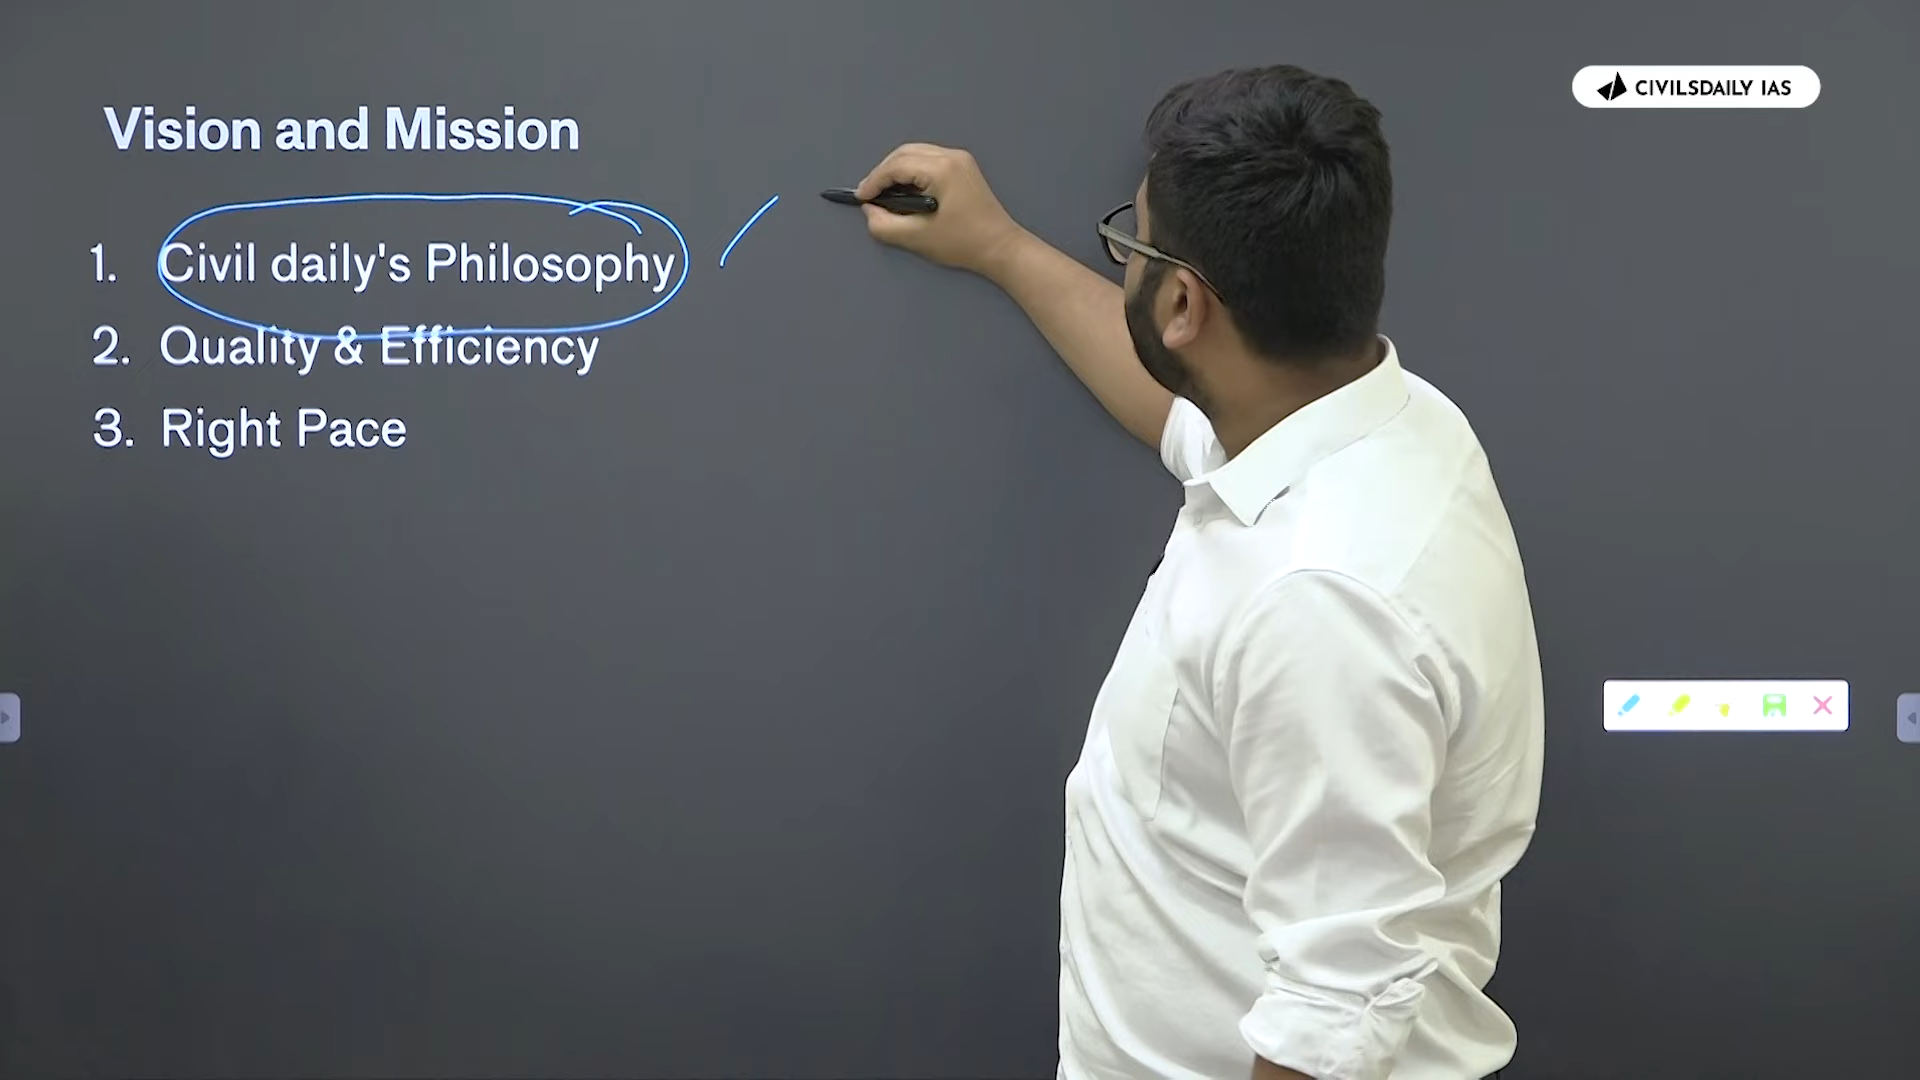 CIVILSDAILY IAS
Vision and Mission
1. Civil daily's Philosophy
2. Quality & Efficiency
3. Right Pace